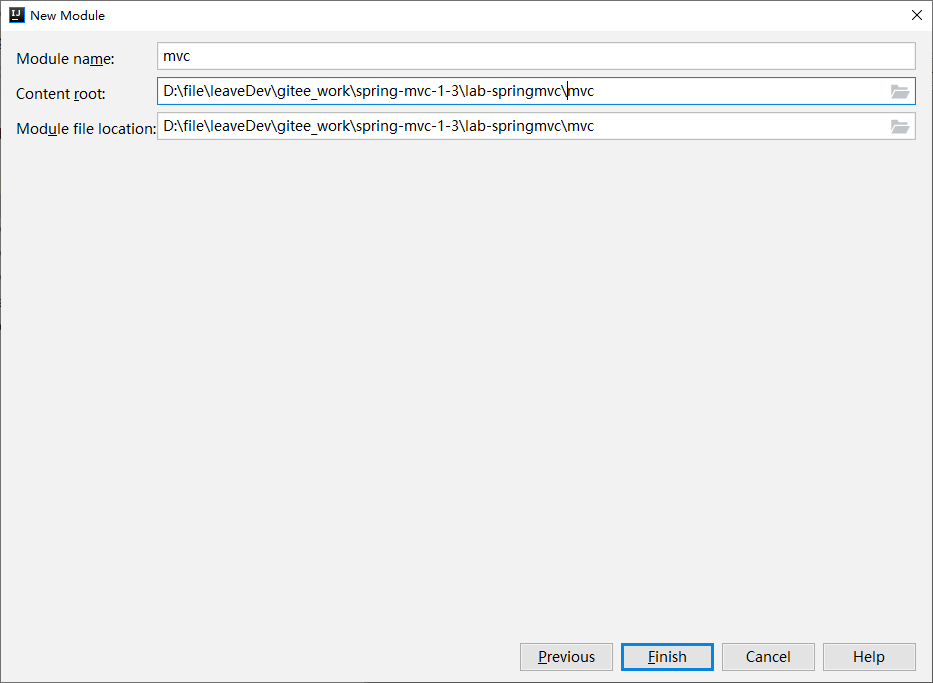 New Module
Module name: mvc
Content root: D:\file\leaveDev\gitee_work\spring-mvc-1-3\lab-springmvc\mvc
Module file location: D:\file\leaveDev\gitee_work\spring-mvc-1-3\lab-springmvc\mvc
Previous Finish Cancel Help